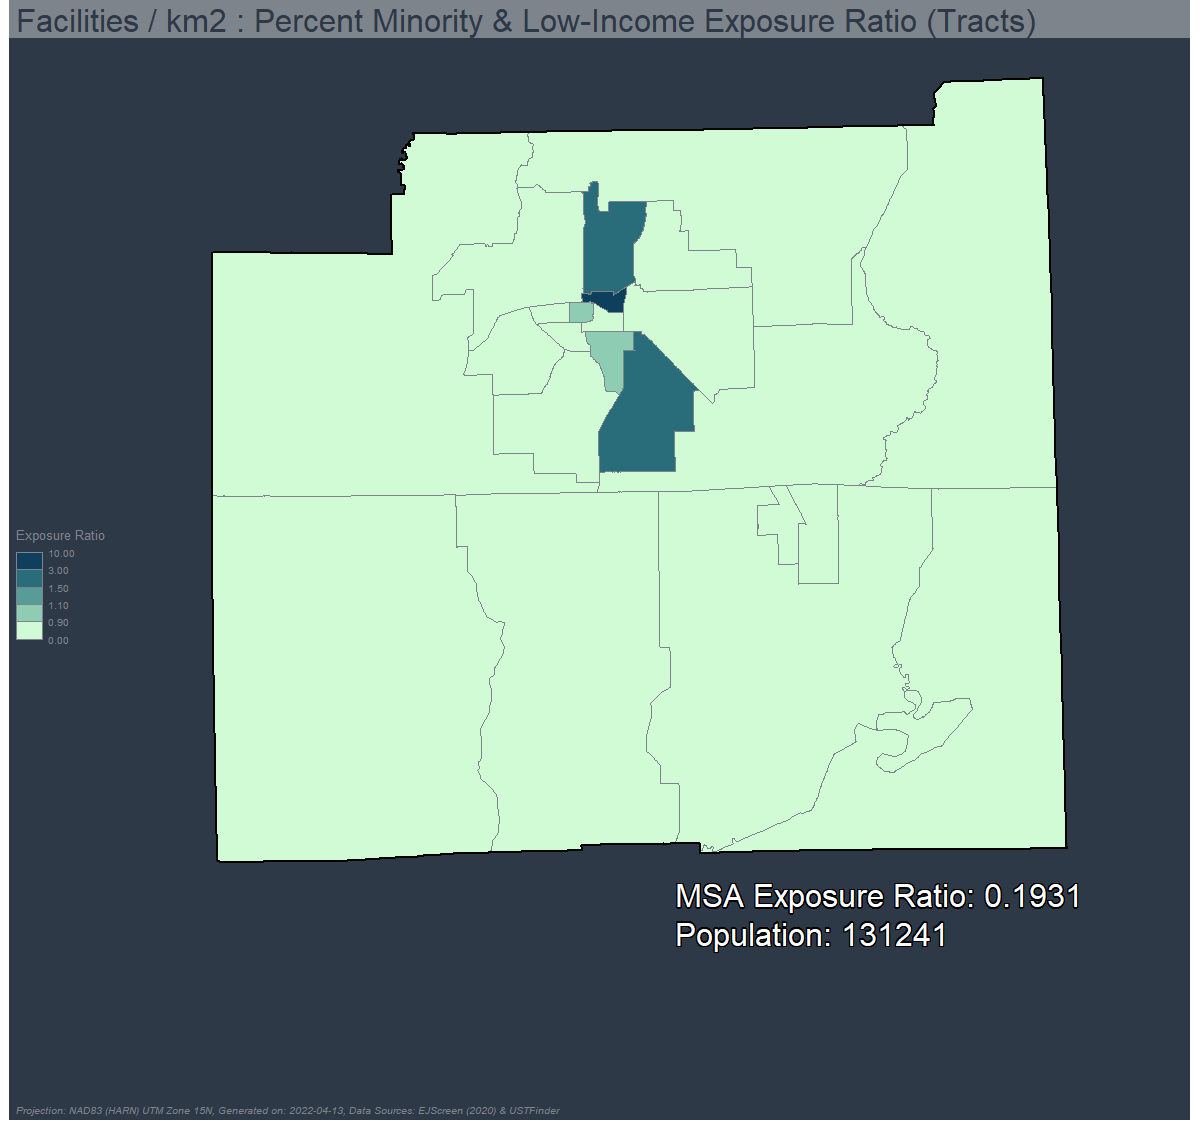 Facilities / km2 : Percent Minority & Low-Income Exposure Ratio (Tracts)
Exposure Ratio
10.00
3.00
1.50
1.10
0.90
0.00
MSA Exposure Ratio: 0.1931
Population: 131241
Projection: NAD83 (HARN) UTM Zone 15N, Generated on: 2022-04-13, Data Sources: EJScreen (2020) & USTFinder